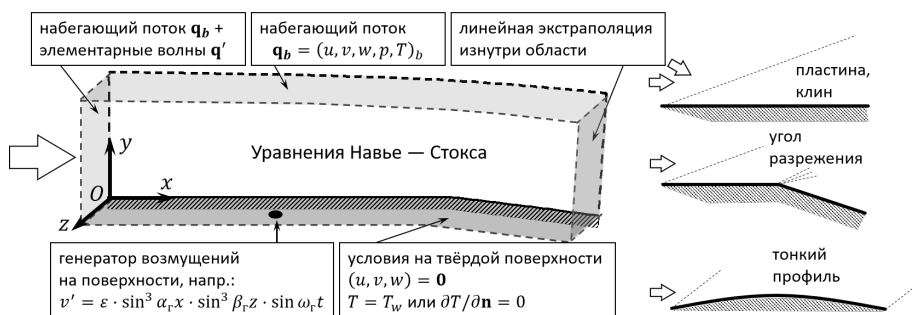 набегающий поток q_b +
элементарные волны q′
набегающий поток
q_b = (u, v, w, p, T)_b
линейная экстраполяция
изнутри области
пластина,
клин
y
Уравнения Навье — Стокса
угол
разрежения
O
x
z
генератор возмущений
на поверхности, напр.:
v′ = ε · sin³ α_г x · sin³ β_г z · sin ω_г t
условия на твёрдой поверхности
(u, v, w) = 0
T = T_w или ∂T/∂n = 0
тонкий
профиль